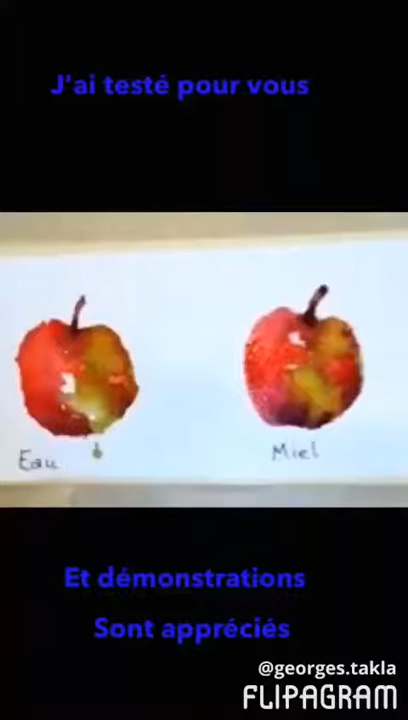 J'ai testé pour vous
Eau
Miel
Et démonstrations
Sont appréciés
@georges.takla
FLIPAGRAM